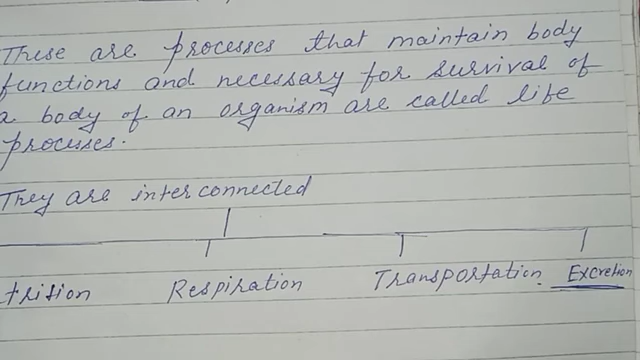 These are processes that maintain body
functions and necessary for survival of
a body of an organism are called life
processes.
They are interconnected
trition Respiration Transportation. Excretion